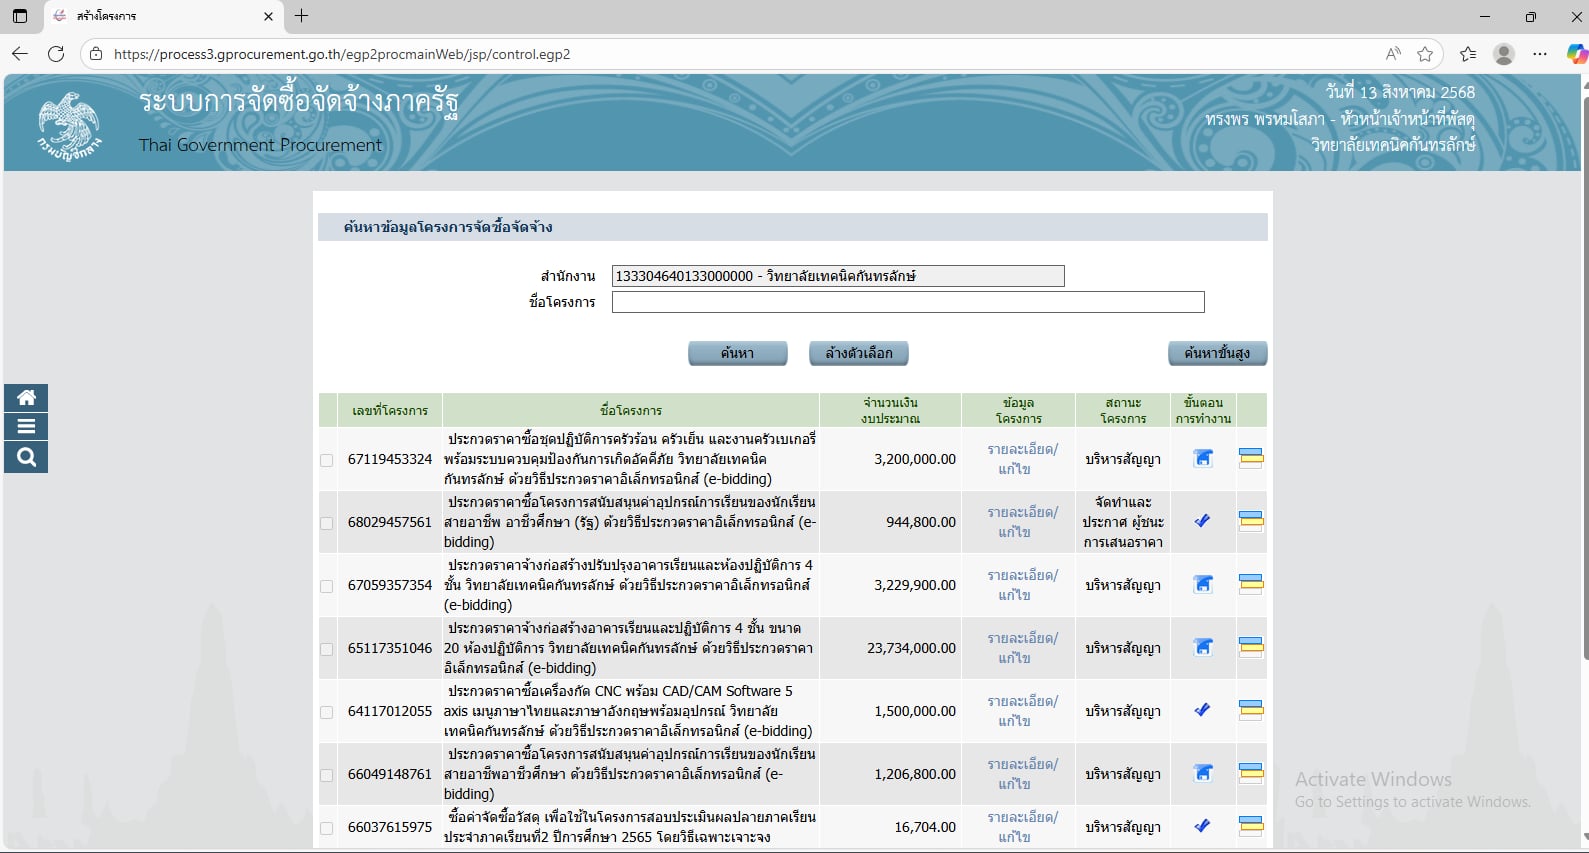 สร้างโครงการ
https://process3.gprocurement.go.th/egp2procmainWeb/jsp/control.egp2
ระบบการจัดซื้อจัดจ้างภาครัฐ
Thai Government Procurement
กรมบัญชีกลาง
วันที่ 13 สิงหาคม 2568
ทรงพร พรหมโสภา - หัวหน้าเจ้าหน้าที่พัสดุ
วิทยาลัยเทคนิคกันทรลักษ์
ค้นหาข้อมูลโครงการจัดซื้อจัดจ้าง
สำนักงาน 133304640133000000 - วิทยาลัยเทคนิคกันทรลักษ์
ชื่อโครงการ
ค้นหา ล้างตัวเลือก ค้นหาขั้นสูง
เลขที่โครงการ ชื่อโครงการ จำนวนเงิน งบประมาณ ข้อมูล โครงการ สถานะ โครงการ ขั้นตอน การทำงาน
ประกวดราคาซื้อชุดปฏิบัติการครัวร้อน ครัวเย็น และงานครัวเบเกอรี่
67119453324 พร้อมระบบควบคุมป้องกันการเกิดอัคคีภัย วิทยาลัยเทคนิค 3,200,000.00 รายละเอียด/ แก้ไข บริหารสัญญา
กันทรลักษ์ ด้วยวิธีประกวดราคาอิเล็กทรอนิกส์ (e-bidding)
ประกวดราคาซื้อโครงการสนับสนุนค่าอุปกรณ์การเรียนของนักเรียน
68029457561 สายอาชีพ อาชีวศึกษา (รัฐ) ด้วยวิธีประกวดราคาอิเล็กทรอนิกส์ (e- 944,800.00 รายละเอียด/ แก้ไข จัดทำและ ประกาศ ผู้ชนะ การเสนอราคา
bidding)
ประกวดราคาจ้างก่อสร้างปรับปรุงอาคารเรียนและห้องปฏิบัติการ 4
67059357354 ชั้น วิทยาลัยเทคนิคกันทรลักษ์ ด้วยวิธีประกวดราคาอิเล็กทรอนิกส์ 3,229,900.00 รายละเอียด/ แก้ไข บริหารสัญญา
(e-bidding)
ประกวดราคาจ้างก่อสร้างอาคารเรียนและปฏิบัติการ 4 ชั้น ขนาด
65117351046 20 ห้องปฏิบัติการ วิทยาลัยเทคนิคกันทรลักษ์ ด้วยวิธีประกวดราคา 23,734,000.00 รายละเอียด/ แก้ไข บริหารสัญญา
อิเล็กทรอนิกส์ (e-bidding)
ประกวดราคาซื้อเครื่องกัด CNC พร้อม CAD/CAM Software 5
64117012055 axis เมนูภาษาไทยและภาษาอังกฤษพร้อมอุปกรณ์ วิทยาลัย 1,500,000.00 รายละเอียด/ แก้ไข บริหารสัญญา
เทคนิคกันทรลักษ์ ด้วยวิธีประกวดราคาอิเล็กทรอนิกส์ (e-bidding)
ประกวดราคาซื้อโครงการสนับสนุนค่าอุปกรณ์การเรียนของนักเรียน
66049148761 สายอาชีพอาชีวศึกษา ด้วยวิธีประกวดราคาอิเล็กทรอนิกส์ (e- 1,206,800.00 รายละเอียด/ แก้ไข บริหารสัญญา
bidding)
ซื้อค่าจัดซื้อวัสดุ เพื่อใช้ในโครงการสอบประเมินผลปลายภาคเรียน
66037615975 ประจำภาคเรียนที่2 ปีการศึกษา 2565 โดยวิธีเฉพาะเจาะจง 16,704.00 รายละเอียด/ แก้ไข บริหารสัญญา
Activate Windows
Go to Settings to activate Windows.